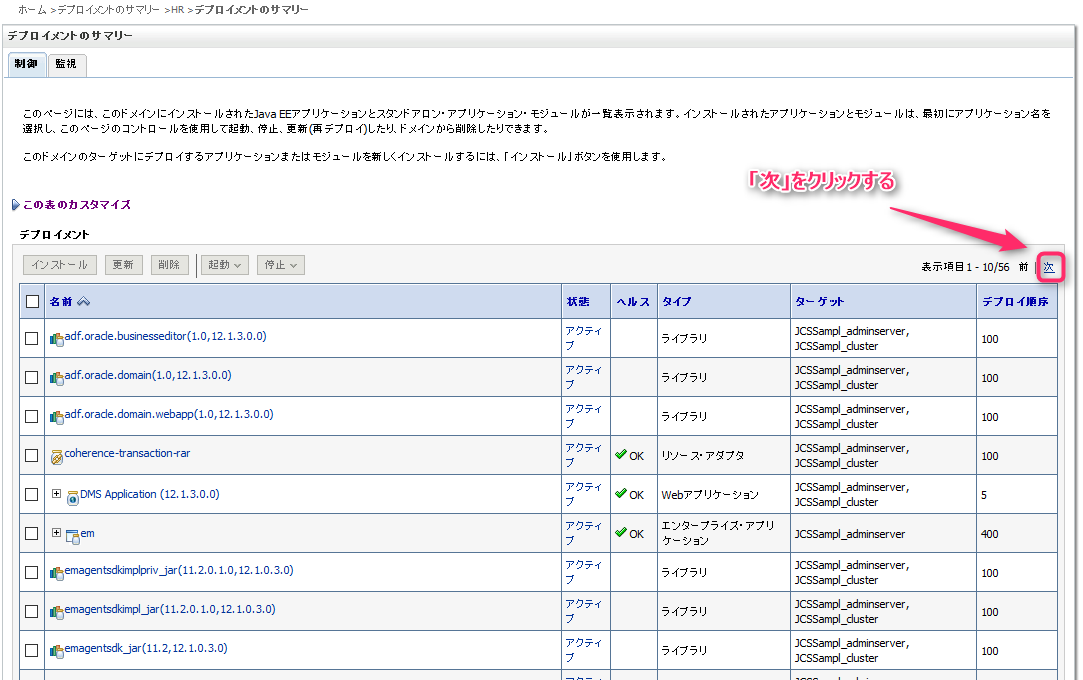 ホーム >デプロイメントのサマリー >HR >デプロイメントのサマリー
デプロイメントのサマリー
制御 監視
このページには、このドメインにインストールされたJava EEアプリケーションとスタンドアロン・アプリケーション・モジュールが一覧表示されます。インストールされたアプリケーションとモジュールは、最初にアプリケーション名を
選択し、このページのコントロールを使用して起動、停止、更新(再デプロイ)したり、ドメインから削除したりできます。
このドメインのターゲットにデプロイするアプリケーションまたはモジュールを新しくインストールするには、「インストール」ボタンを使用します。
「次」をクリックする
この表のカスタマイズ
デプロイメント
インストール 更新 削除 起動 停止 表示項目1 - 10/56 前 | 次
名前 状態 ヘルス タイプ ターゲット デプロイ順序
adf.oracle.businesseditor(1.0,12.1.3.0.0) アクティブ ライブラリ JCSSampl_adminserver, JCSSampl_cluster 100
adf.oracle.domain(1.0,12.1.3.0.0) アクティブ ライブラリ JCSSampl_adminserver, JCSSampl_cluster 100
adf.oracle.domain.webapp(1.0,12.1.3.0.0) アクティブ ライブラリ JCSSampl_adminserver, JCSSampl_cluster 100
coherence-transaction-rar アクティブ OK リソース・アダプタ JCSSampl_adminserver, JCSSampl_cluster 100
DMS Application (12.1.3.0.0) アクティブ OK Webアプリケーション JCSSampl_adminserver, JCSSampl_cluster 5
em アクティブ OK エンタープライズ・アプリケーション JCSSampl_adminserver 400
emagentsdkimplpriv_jar(11.2.0.1.0,12.1.0.3.0) アクティブ ライブラリ JCSSampl_adminserver, JCSSampl_cluster 100
emagentsdkimpl_jar(11.2.0.1.0,12.1.0.3.0) アクティブ ライブラリ JCSSampl_adminserver, JCSSampl_cluster 100
emagentsdk_jar(11.2,12.1.0.3.0) アクティブ ライブラリ JCSSampl_adminserver, JCSSampl_cluster 100